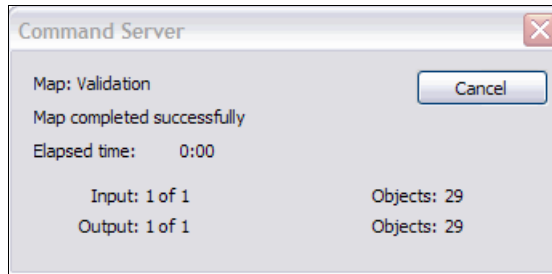 Command Server
Map: Validation
Cancel
Map completed successfully
Elapsed time: 0:00
Input: 1 of 1 Objects: 29
Output: 1 of 1 Objects: 29